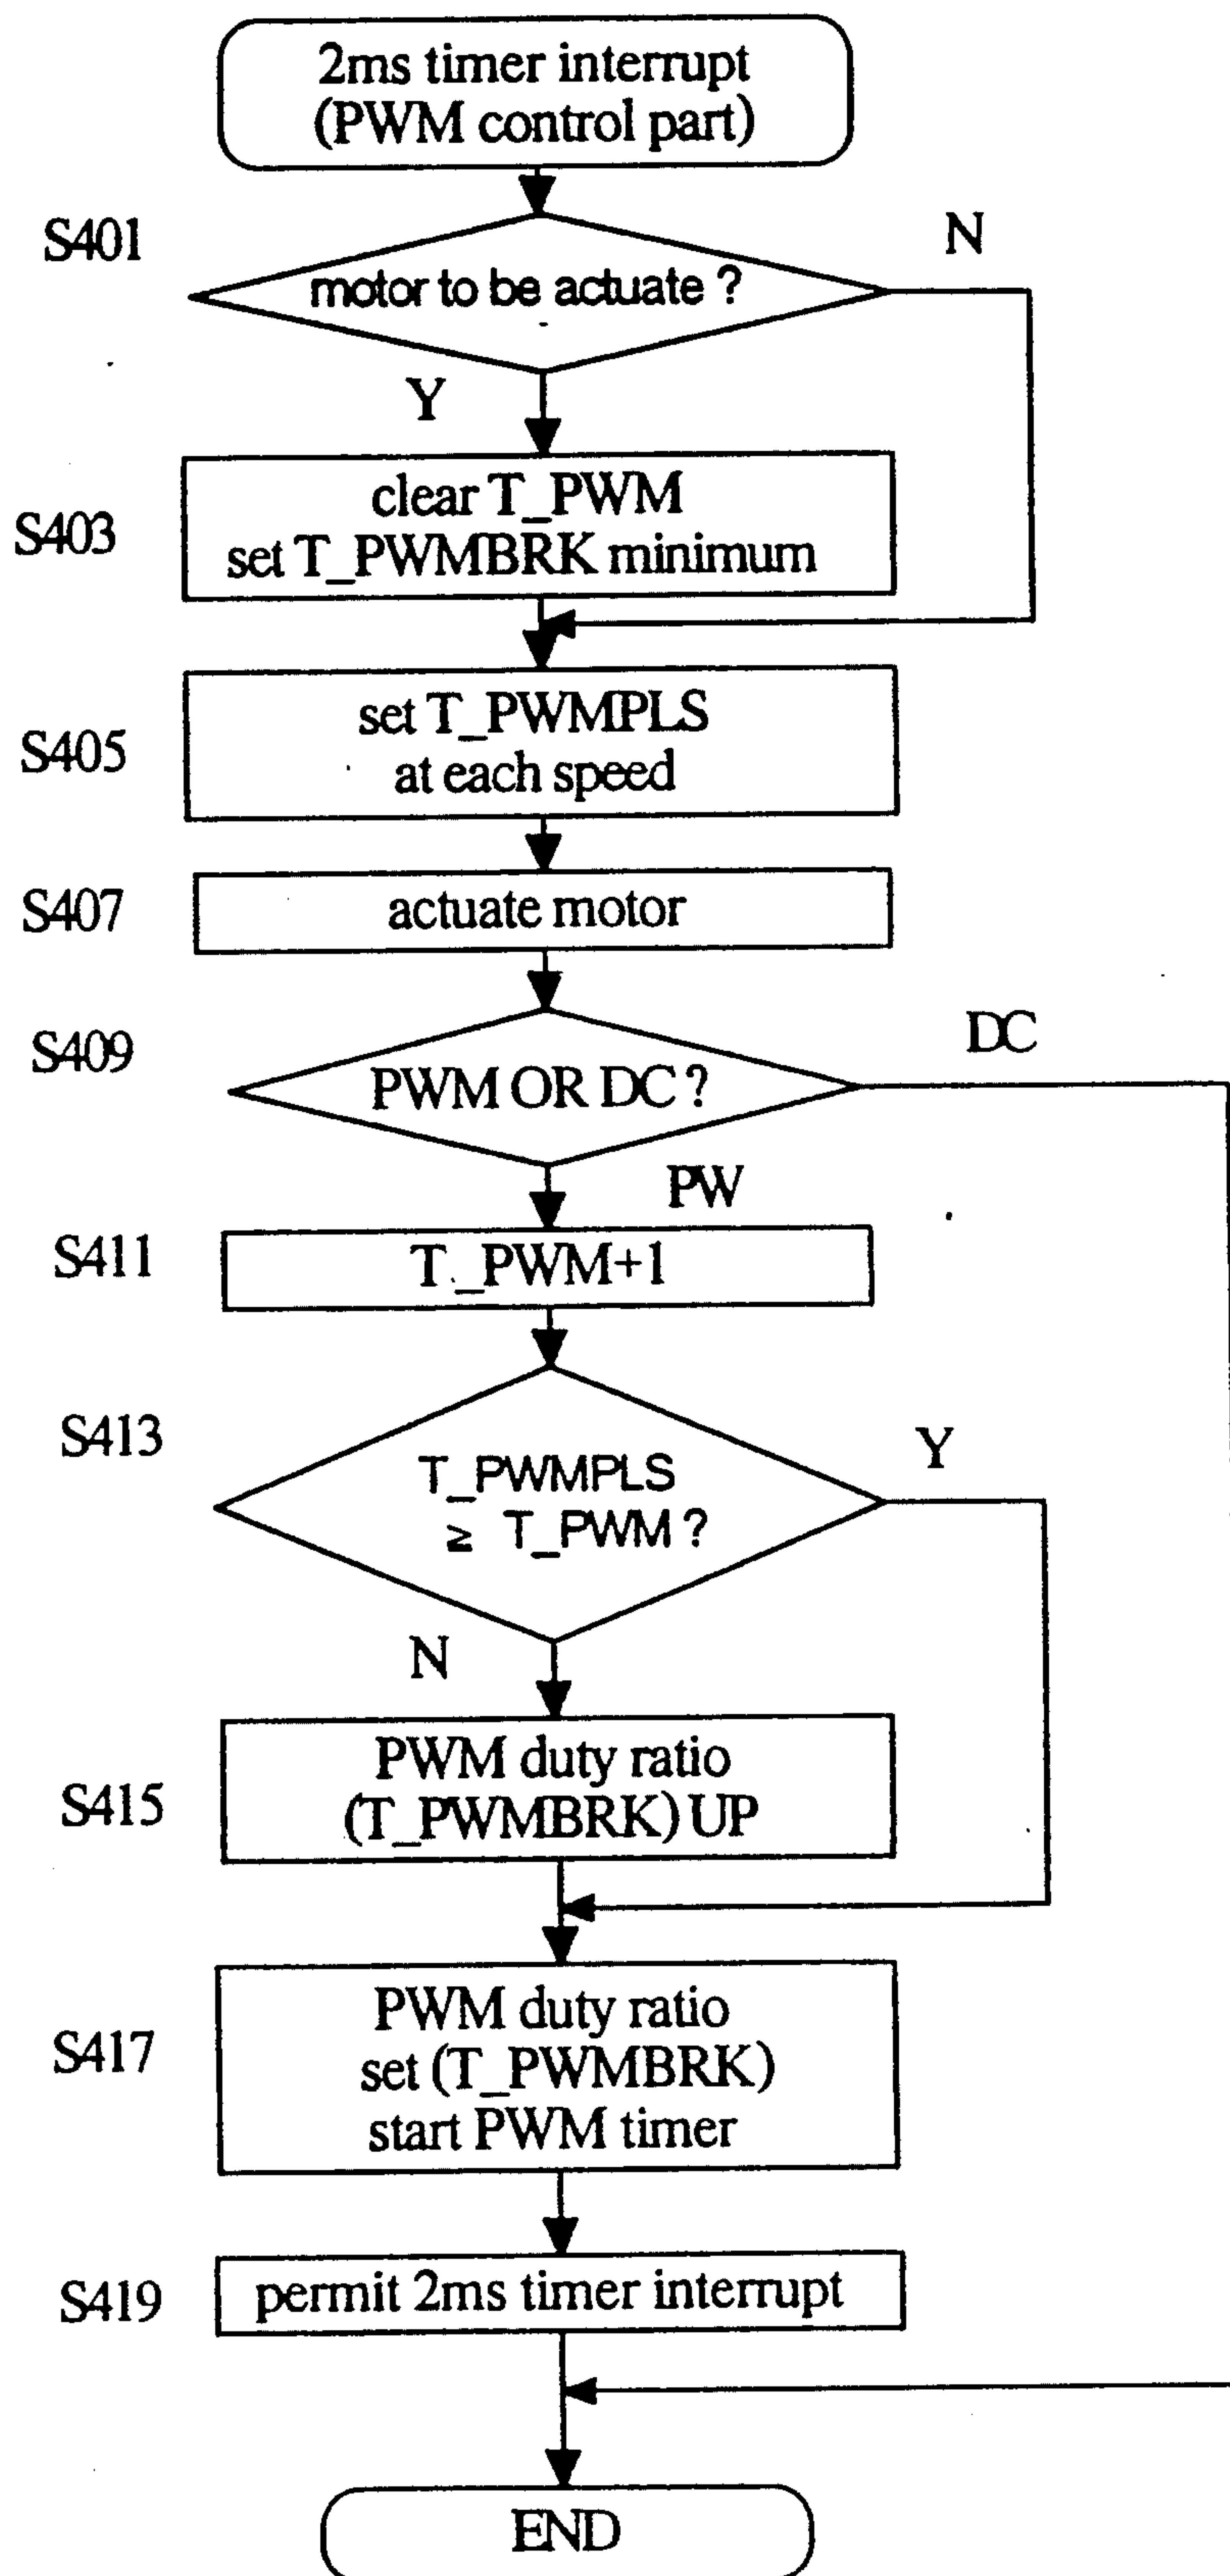 2ms timer interrupt
(PWM control part)
S401
motor to be actuate ?
N
Y
S403
clear T_PWM
set T_PWMBRK minimum
S405
set T_PWMPLS
at each speed
S407
actuate motor
S409
PWM OR DC ?
DC
PW
S411
T_PWM+1
S413
T_PWMPLS
≥ T_PWM ?
Y
N
S415
PWM duty ratio
(T_PWMBRK) UP
S417
PWM duty ratio
set (T_PWMBRK)
start PWM timer
S419
permit 2ms timer interrupt
END